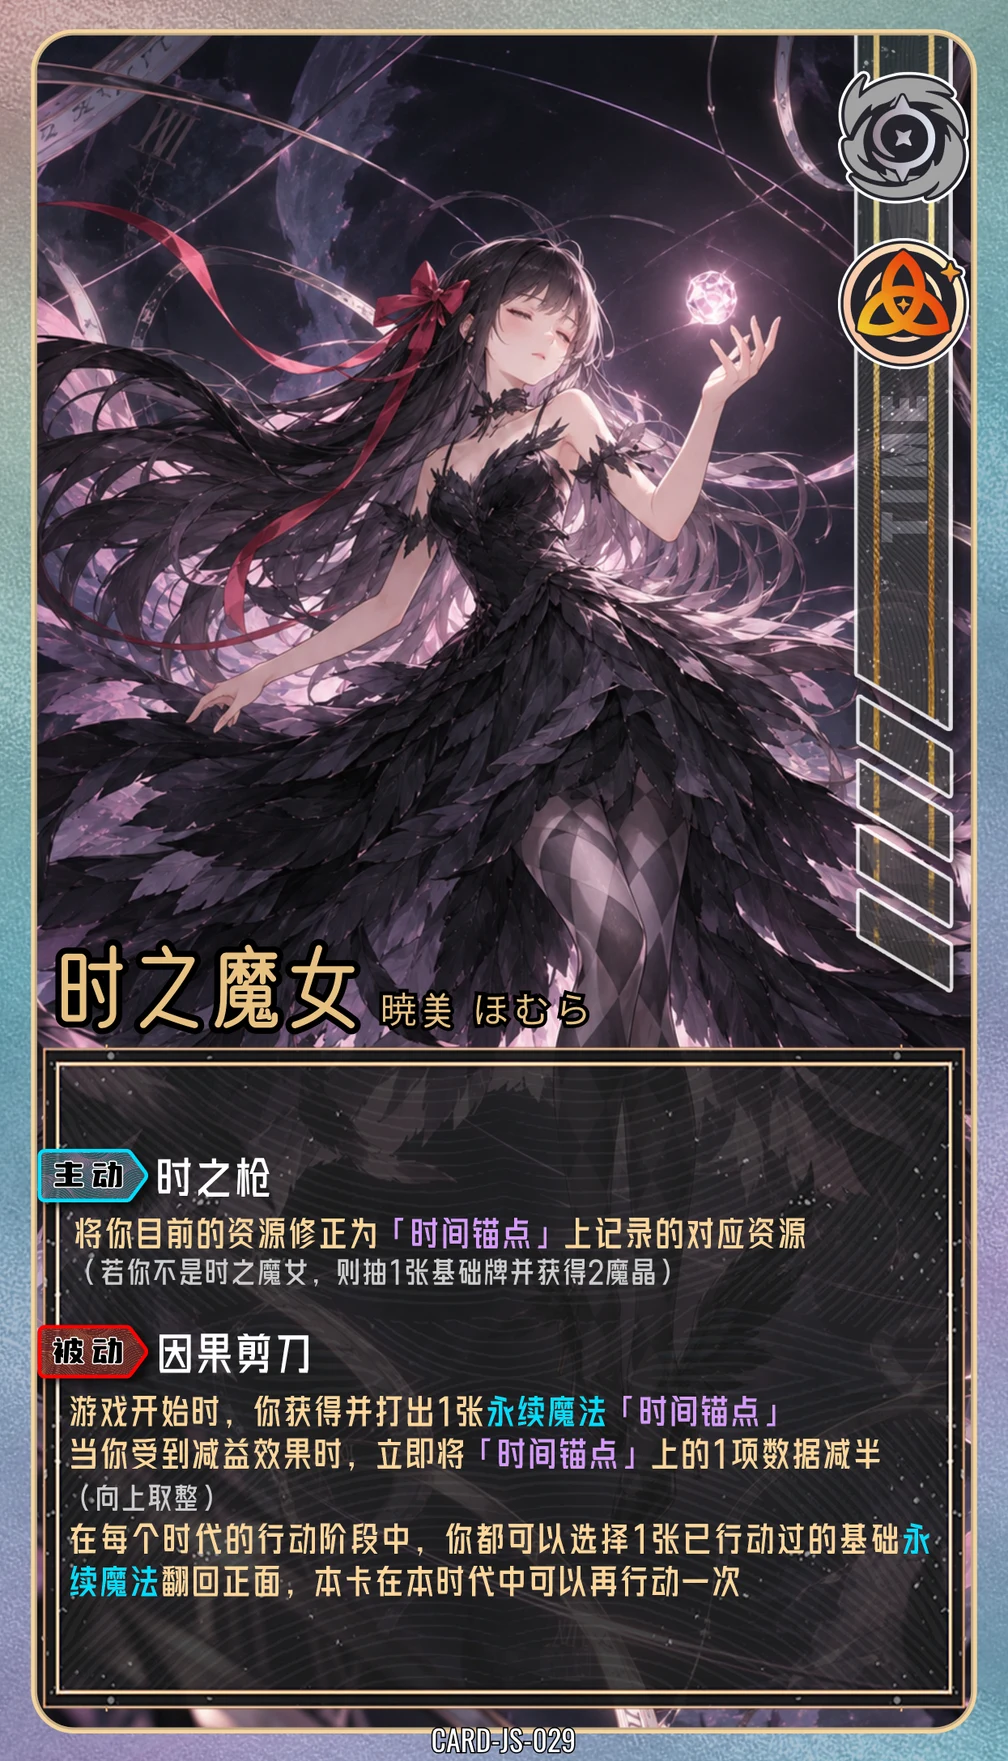 XII
时之魔女 暁美 ほむら
主动 时之枪
将你目前的资源修正为「时间锚点」上记录的对应资源
（若你不是时之魔女，则抽1张基础牌并获得2魔晶）
被动 因果剪刀
游戏开始时，你获得并打出1张永续魔法「时间锚点」
当你受到减益效果时，立即将「时间锚点」上的1项数据减半
（向上取整）
在每个时代的行动阶段中，你都可以选择1张已行动过的基础永
续魔法翻回正面，本卡在本时代中可以再行动一次
CARD-JS-029